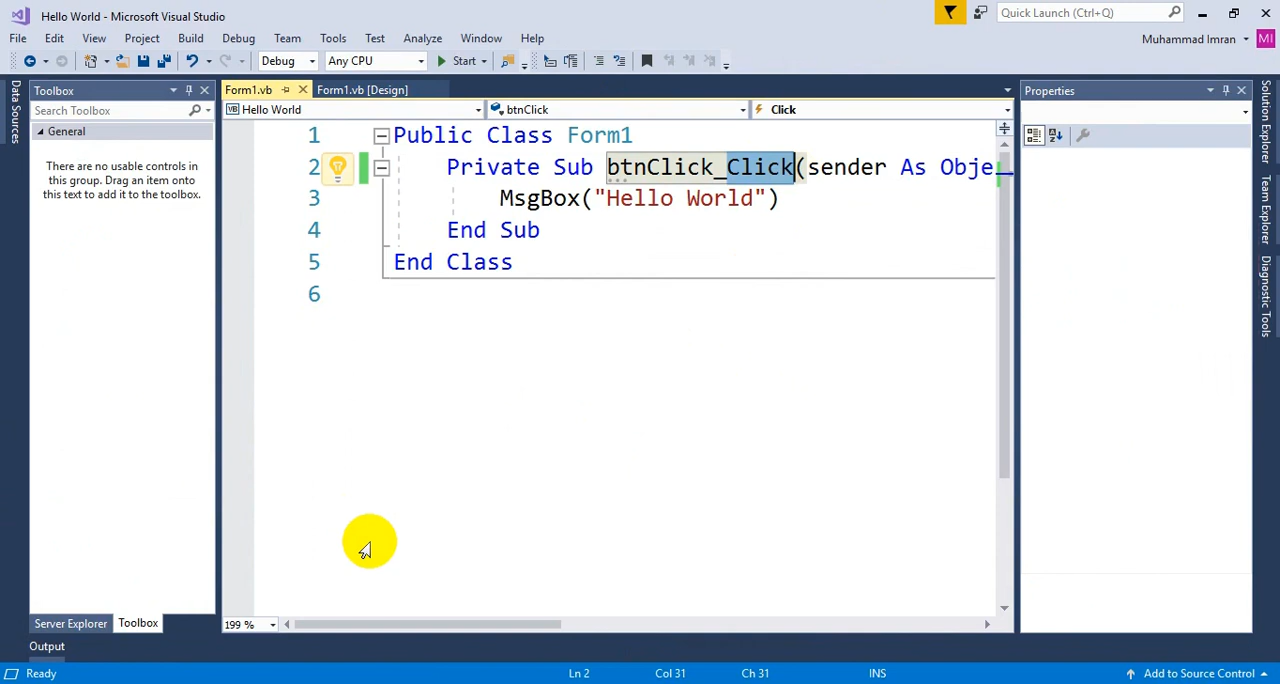 Hello World - Microsoft Visual Studio
Quick Launch (Ctrl+Q)
File Edit View Project Build Debug Team Tools Test Analyze Window Help
Muhammad Imran MI
Debug Any CPU Start
Data Sources
Toolbox
Search Toolbox
General
There are no usable controls in
this group. Drag an item onto
this text to add it to the toolbox.
Server Explorer Toolbox
Form1.vb Form1.vb [Design]
VB Hello World btnClick Click
1 Public Class Form1
2 Private Sub btnClick_Click(sender As Obje
3 MsgBox("Hello World")
4 End Sub
5 End Class
6
199 %
Properties
Solution Explorer
Team Explorer
Diagnostic Tools
Output
Ready Ln 2 Col 31 Ch 31 INS Add to Source Control